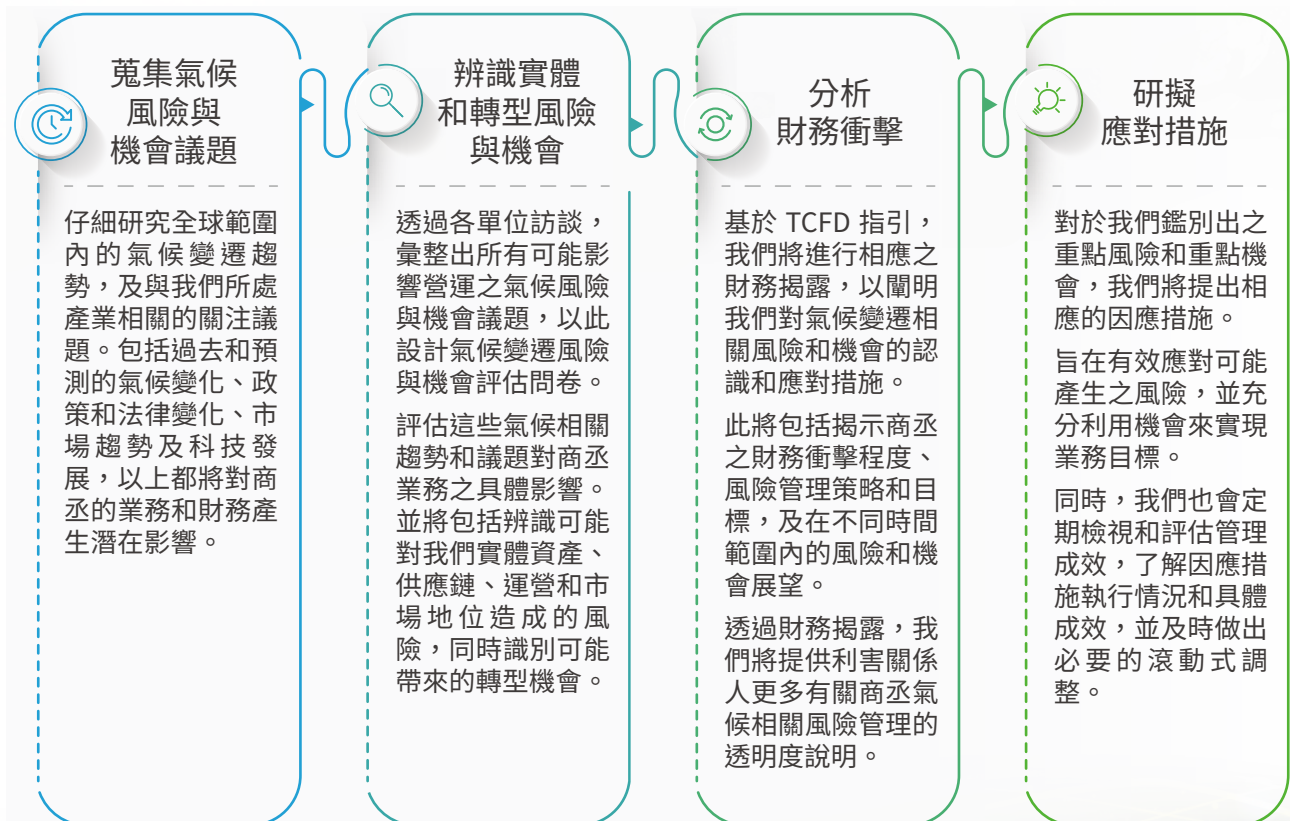 蒐集氣候
風險與
機會議題
仔細研究全球範圍
內的氣候變遷趨
勢，及與我們所處
產業相關的關注議
題。包括過去和預
測的氣候變化、政
策和法律變化、市
場趨勢及科技發
展，以上都將對商
丞的業務和財務產
生潛在影響。
辨識實體
和轉型風險
與機會
透過各單位訪談，
彙整出所有可能影
響營運之氣候風險
與機會議題，以此
設計氣候變遷風險
與機會評估問卷。
評估這些氣候相關
趨勢和議題對商丞
業務之具體影響。
並將包括辨識可能
對我們實體資產、
供應鏈、運營和市
場地位造成的風
險，同時識別可能
帶來的轉型機會。
分析
財務衝擊
基於 TCFD 指引，
我們將進行相應之
財務揭露，以闡明
我們對氣候變遷相
關風險和機會的認
識和應對措施。
此將包括揭示商丞
之財務衝擊程度、
風險管理策略和目
標，及在不同時間
範圍內的風險和機
會展望。
透過財務揭露，我
們將提供利害關係
人更多有關商丞氣
候相關風險管理的
透明度說明。
研擬
應對措施
對於我們鑑別出之
重點風險和重點機
會，我們將提出相
應的因應措施。
旨在有效應對可能
產生之風險，並充
分利用機會來實現
業務目標。
同時，我們也會定
期檢視和評估管理
成效，了解因應措
施執行情況和具體
成效，並及時做出
必要的滾動式調
整。